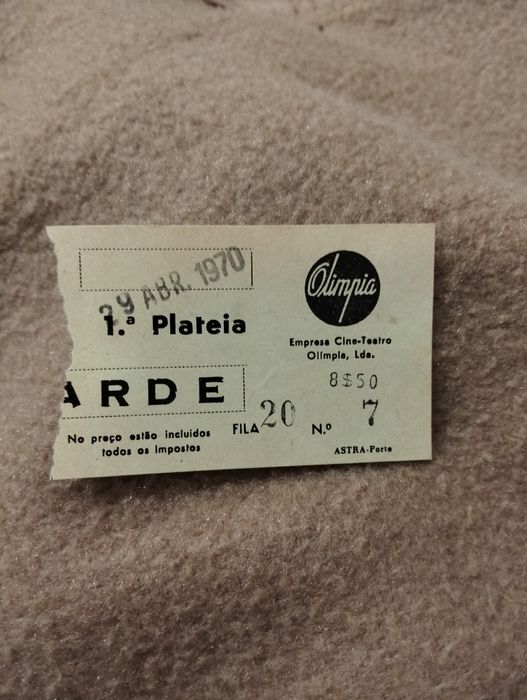 29 ABR. 1970
1.ª Plateia
ARDE
No preço estão incluidos
todos os impostos
FILA 20
Olimpia
Empresa Cine-Teatro
Olímpia, Lda.
8$50
N.º 7
ASTRA-Porto